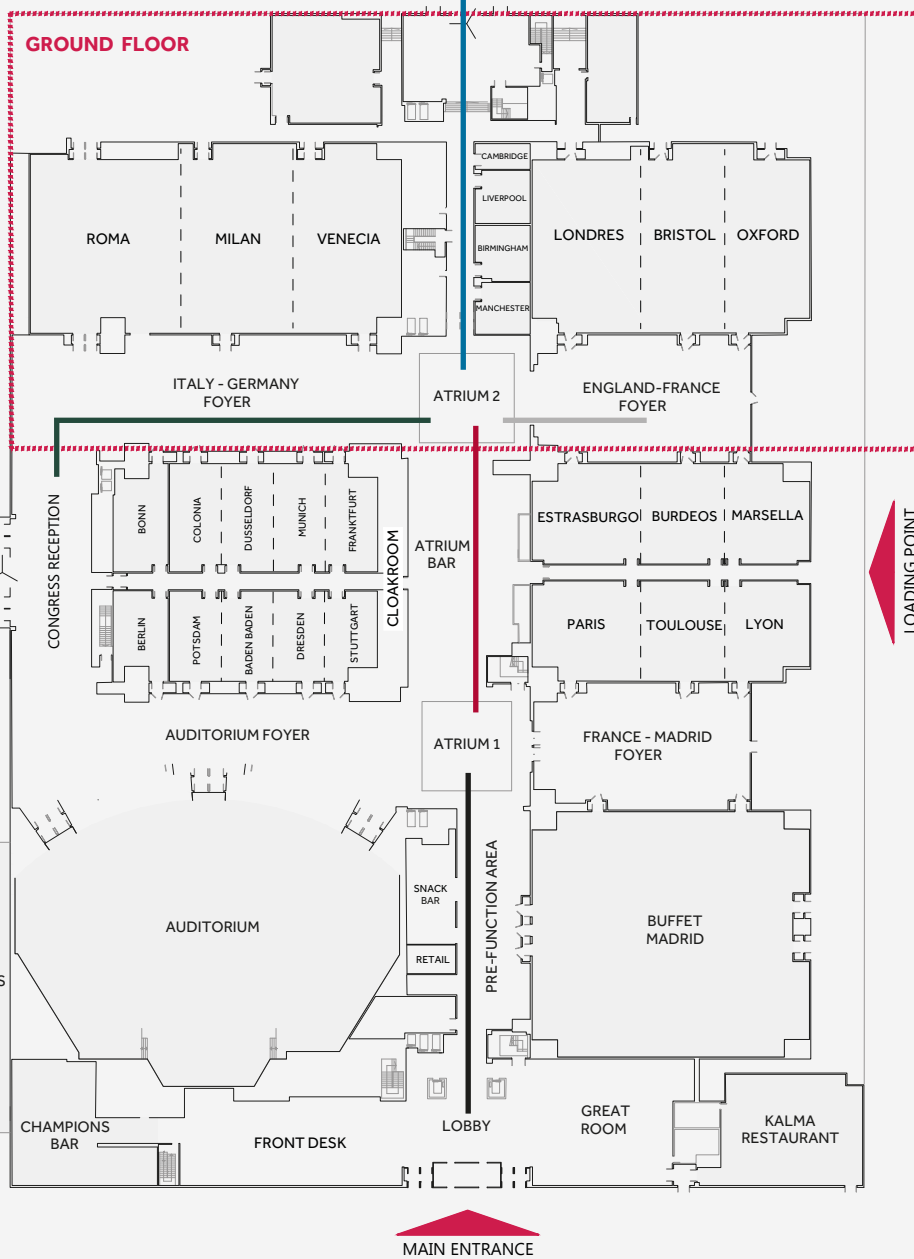 GROUND FLOOR
CAMBRIDGE
LIVERPOOL
ROMA
MILAN
VENECIA
BIRMINGHAM
LONDRES
BRISTOL
OXFORD
MANCHESTER
ITALY - GERMANY
FOYER
ATRIUM 2
ENGLAND-FRANCE
FOYER
CONGRESS RECEPTION
BONN
COLONIA
DUSSELDORF
MUNICH
FRANKTFURT
CLOAKROOM
ATRIUM
BAR
ESTRASBURGO
BURDEOS
MARSELLA
LOADING POINT
BERLIN
POTSDAM
BADEN BADEN
DRESDEN
STUTTGART
PARIS
TOULOUSE
LYON
AUDITORIUM FOYER
ATRIUM 1
FRANCE - MADRID
FOYER
SNACK
BAR
PRE-FUNCTION AREA
AUDITORIUM
BUFFET
MADRID
RETAIL
S
CHAMPIONS
BAR
FRONT DESK
LOBBY
GREAT
ROOM
KALMA
RESTAURANT
MAIN ENTRANCE